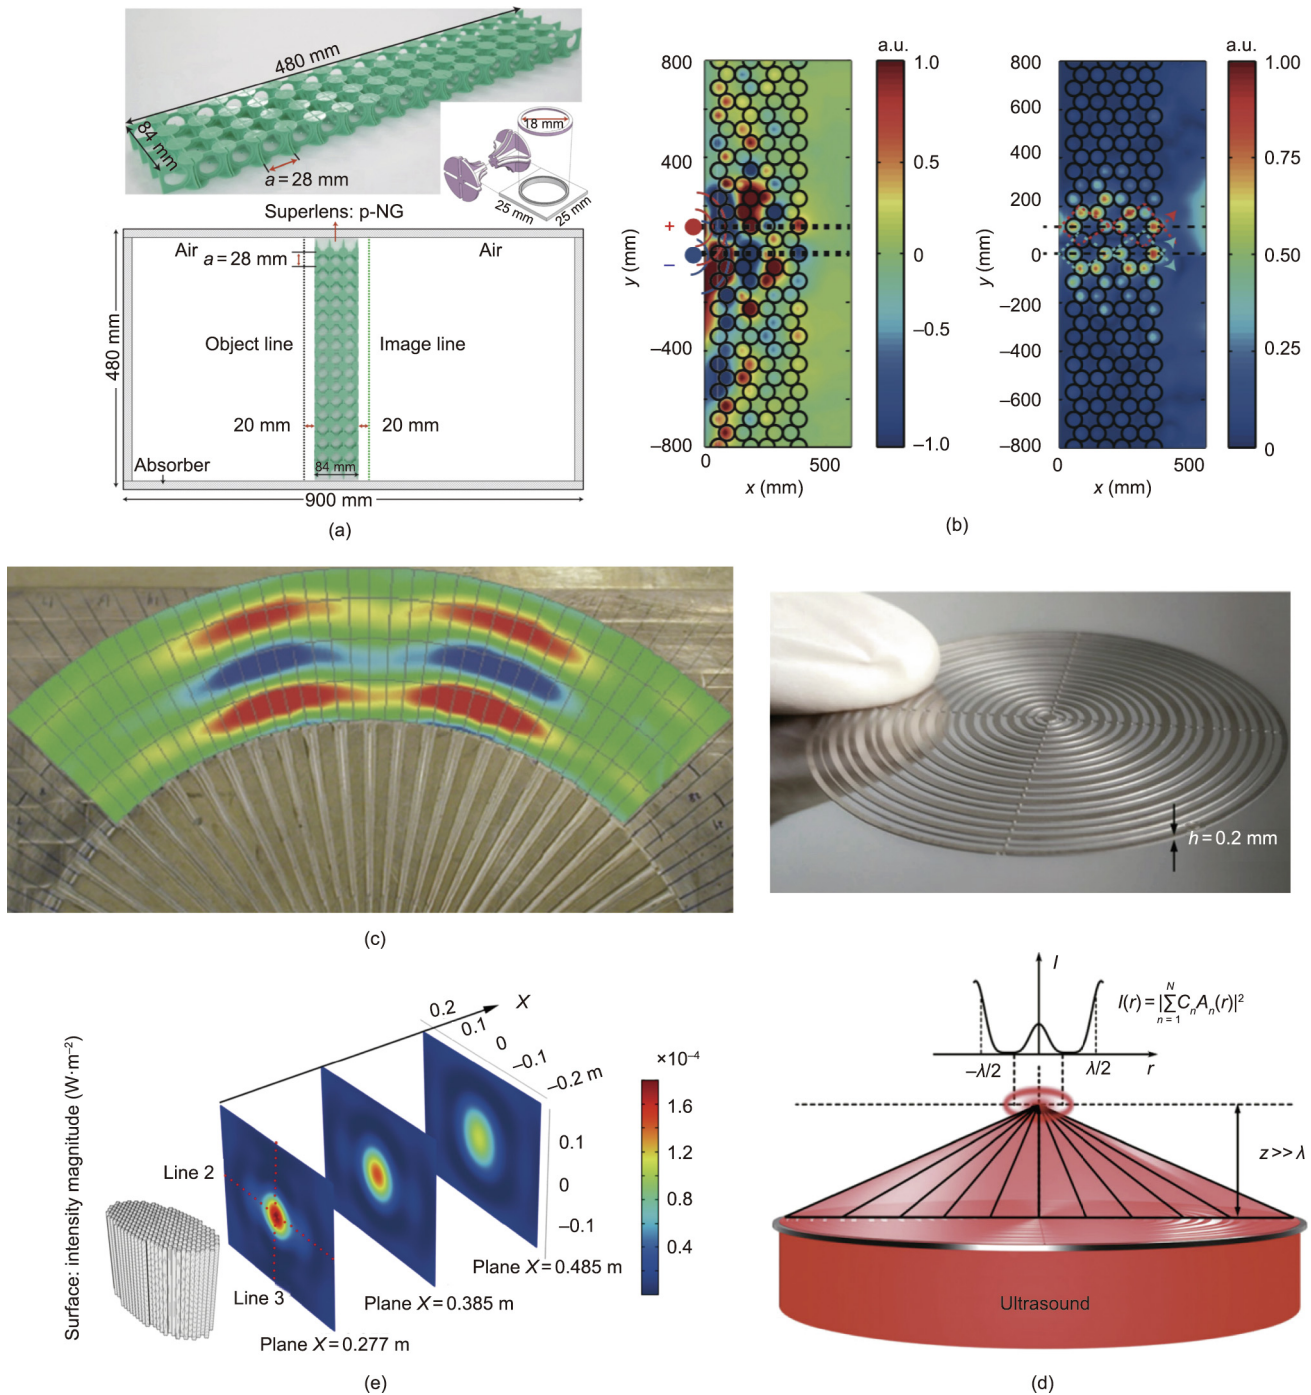 480 mm
84 mm
a = 28 mm
18 mm
25 mm
25 mm
Superlens: p-NG
Air
Air
a = 28 mm
480 mm
Object line
Image line
20 mm
20 mm
84 mm
Absorber
900 mm
(a)
a.u.
a.u.
800
400
0
–400
–800
y (mm)
+
–
0
500
x (mm)
1.0
0.5
0
–0.5
–1.0
800
600
400
200
100
0
–200
–400
–600
–800
y (mm)
0
500
x (mm)
1.00
0.75
0.50
0.25
0
(b)
(c)
h = 0.2 mm
I
I(r) = |∑CnAn(r)|²
N
n = 1
–λ/2
λ/2
r
z >> λ
Ultrasound
(d)
Surface: intensity magnitude (W·m–2)
X
0.2
0.1
0
–0.1
–0.2 m
0.1
0
–0.1
×10–4
1.6
1.2
0.8
0.4
Line 2
Line 3
Plane X = 0.485 m
Plane X = 0.385 m
Plane X = 0.277 m
(e)